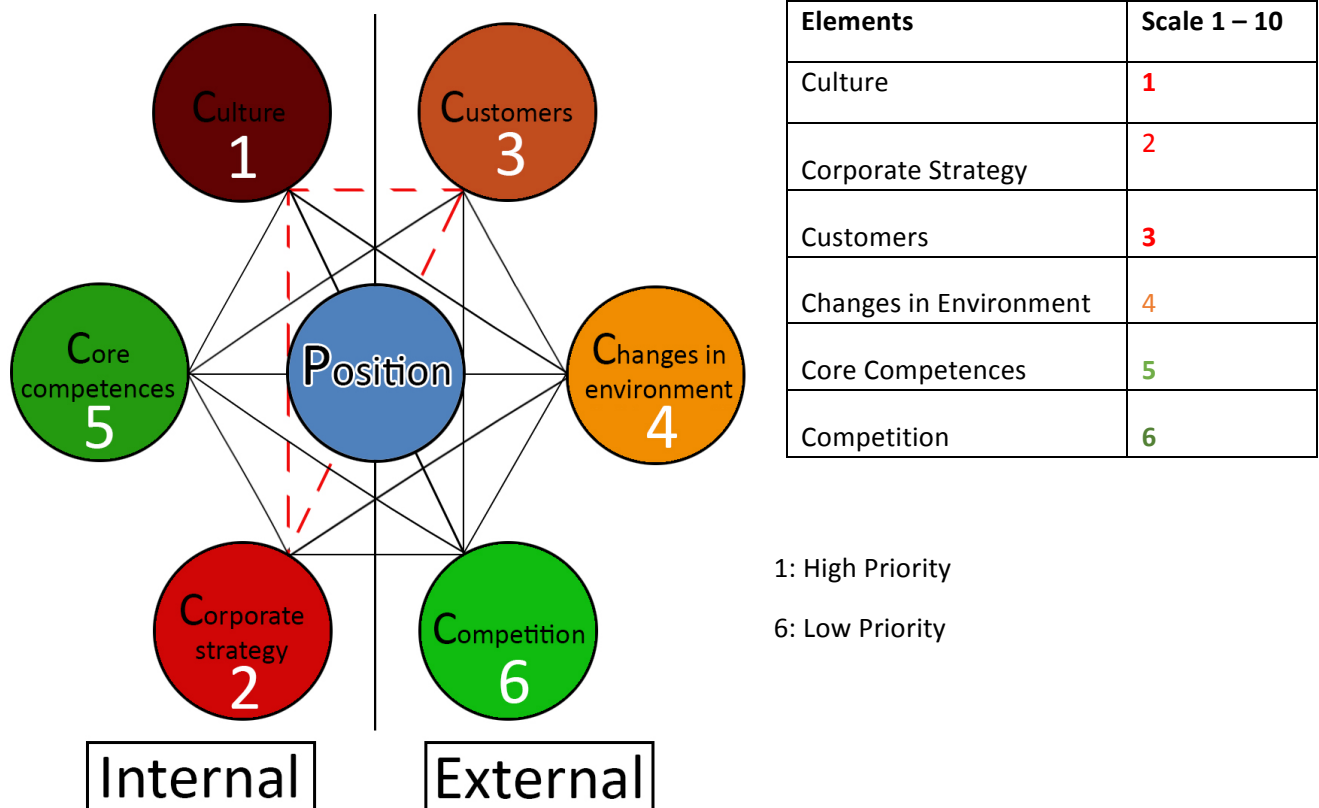 Culture
1
Customers
3
Core
competences
5
Position
Changes in
environment
4
Corporate
strategy
2
Competition
6
Internal
External
Elements
Scale 1 – 10
Culture
1
Corporate Strategy
2
Customers
3
Changes in Environment
4
Core Competences
5
Competition
6
1: High Priority
6: Low Priority